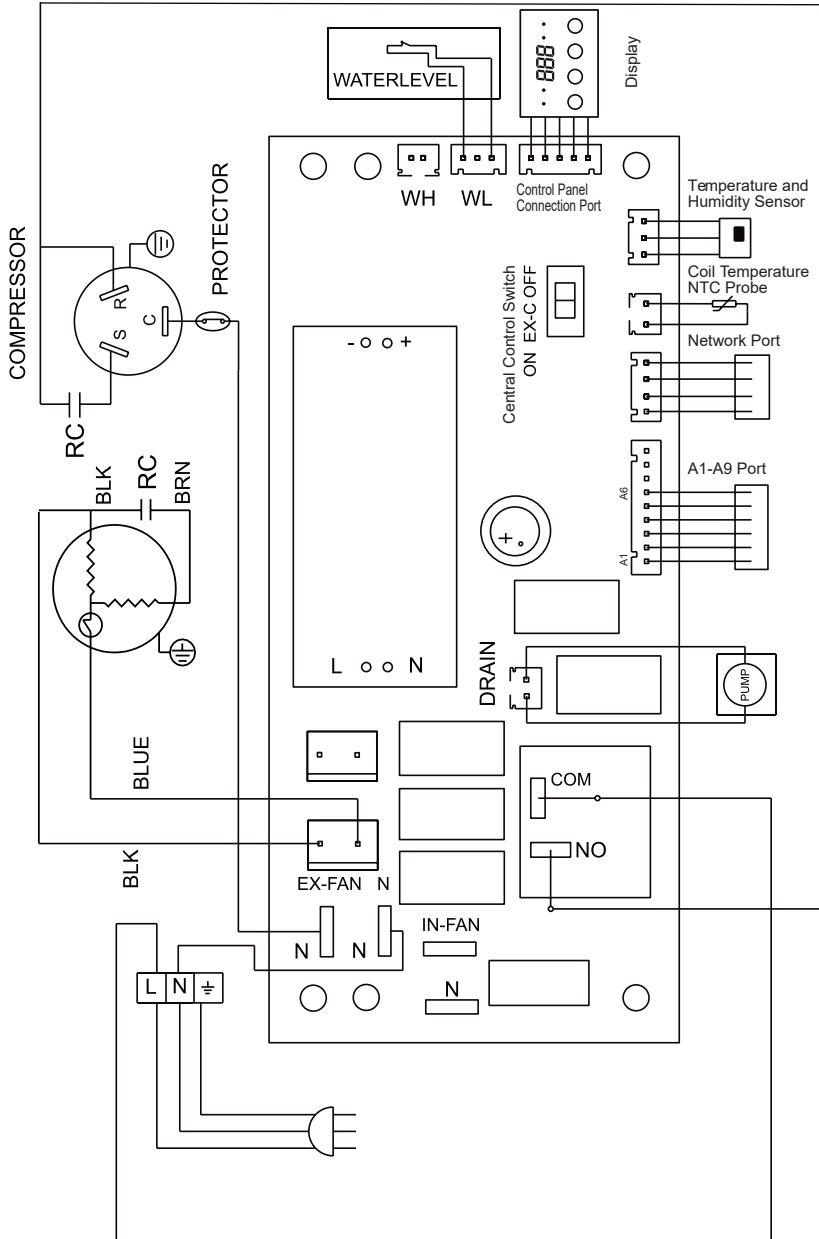 WATERLEVEL
888
Display
COMPRESSOR
R
S
C
PROTECTOR
RC
WH
WL
Control Panel
Connection Port
Temperature and
Humidity Sensor
Coil Temperature
NTC Probe
Network Port
Central Control Switch
ON EX-C OFF
- +
BLK
RC
BRN
A1-A9 Port
A6
A1
+
L N
DRAIN
PUMP
BLUE
BLK
COM
NO
EX-FAN N
IN-FAN
N
N
N
L N